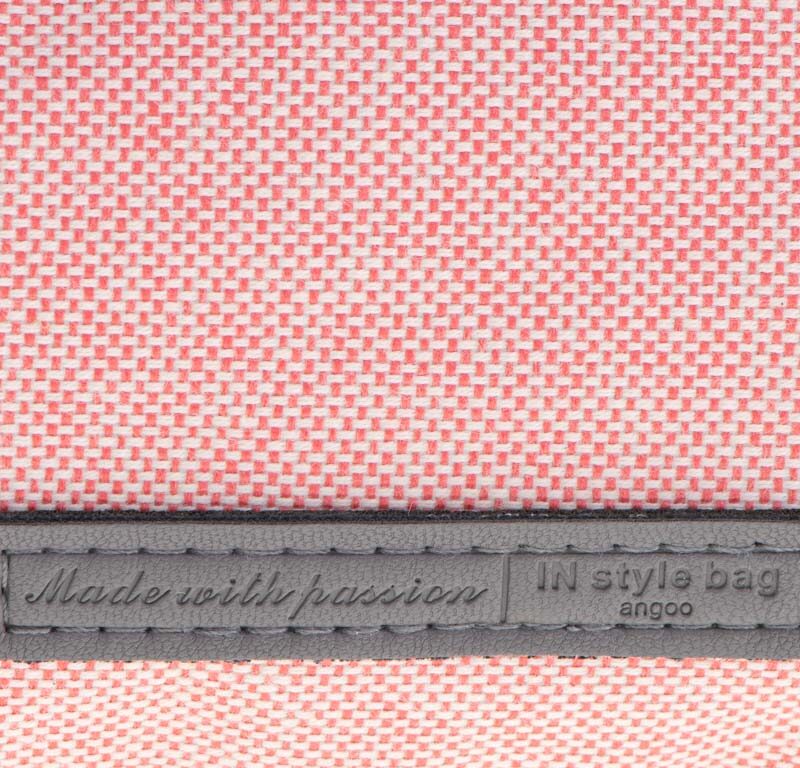 Made with passion
IN style bag
angoo